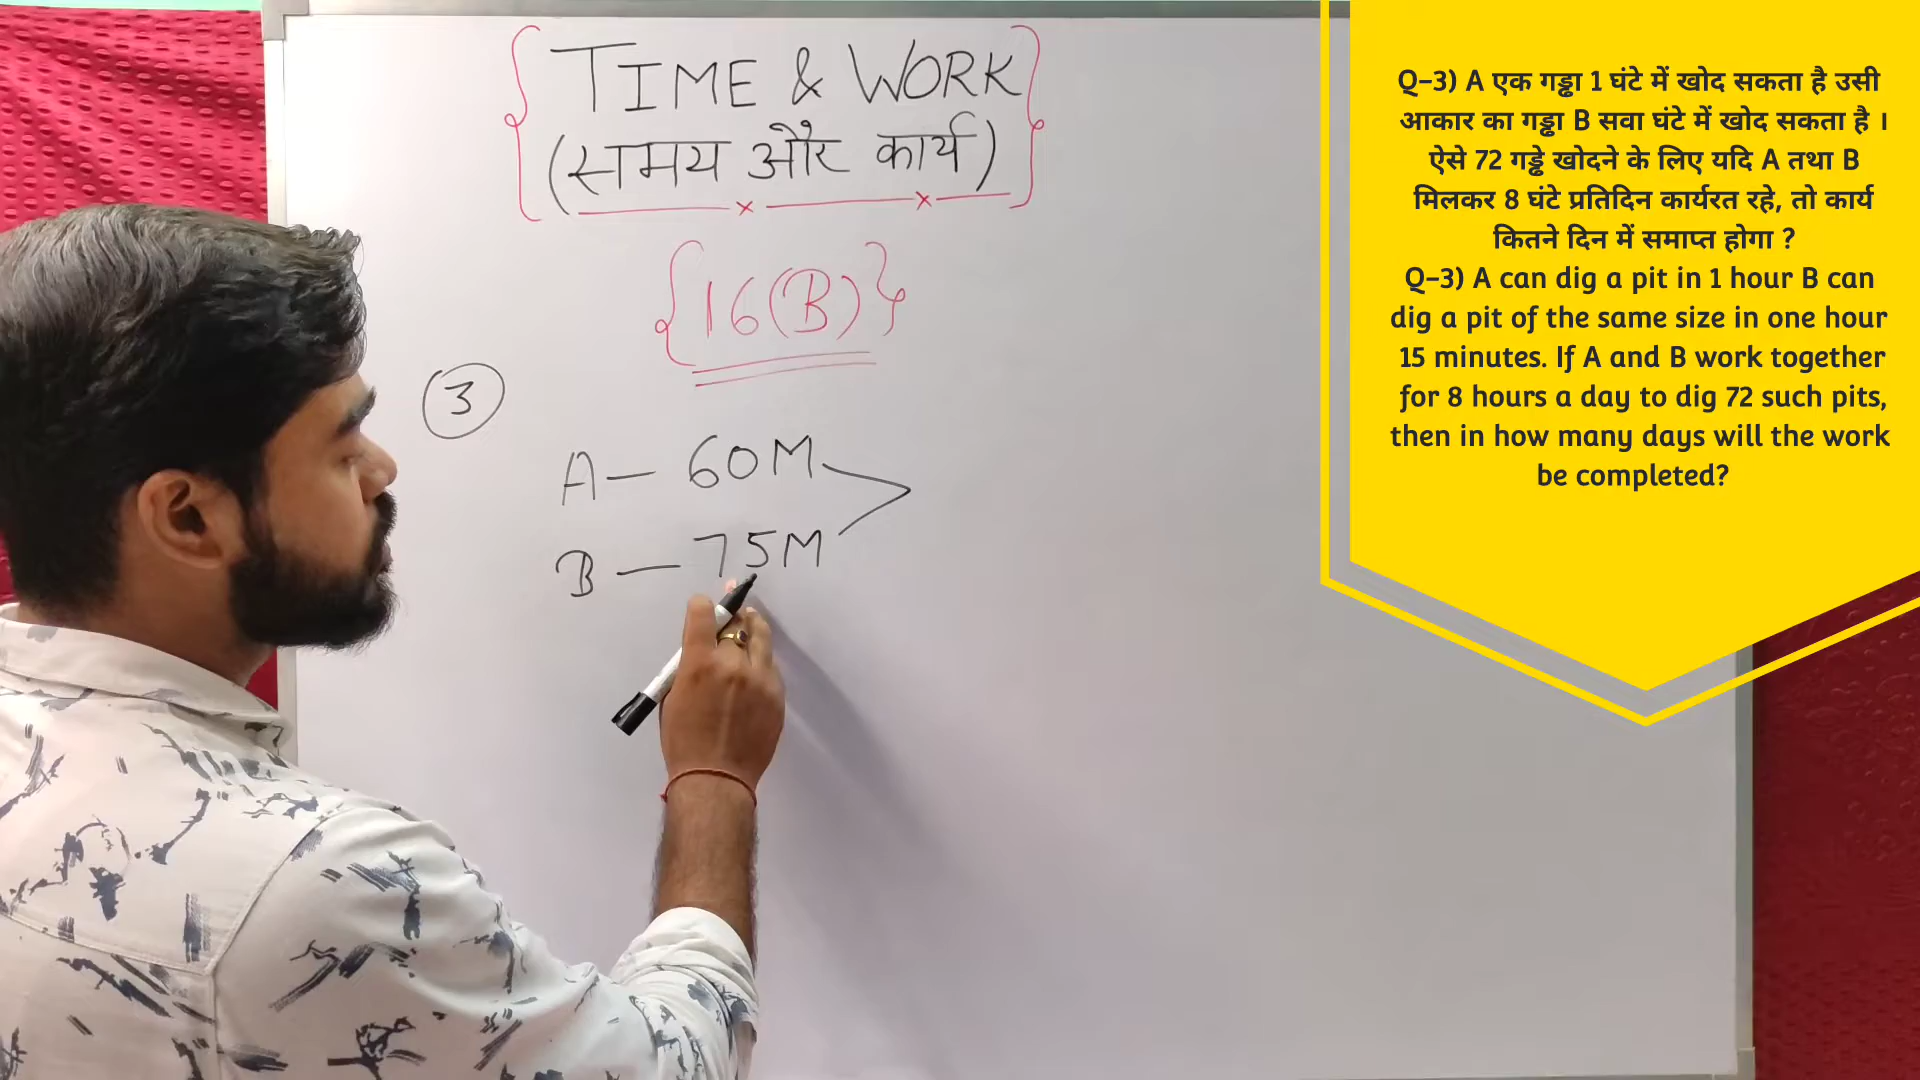 TIME & WORK
(समय और कार्य)
{16(B)}
3
A – 60M
B – 75M
Q-3) A एक गड्ढा 1 घंटे में खोद सकता है उसी
आकार का गड्ढा B सवा घंटे में खोद सकता है ।
ऐसे 72 गड्ढे खोदने के लिए यदि A तथा B
मिलकर 8 घंटे प्रतिदिन कार्यरत रहे, तो कार्य
कितने दिन में समाप्त होगा ?
Q-3) A can dig a pit in 1 hour B can
dig a pit of the same size in one hour
15 minutes. If A and B work together
for 8 hours a day to dig 72 such pits,
then in how many days will the work
be completed?